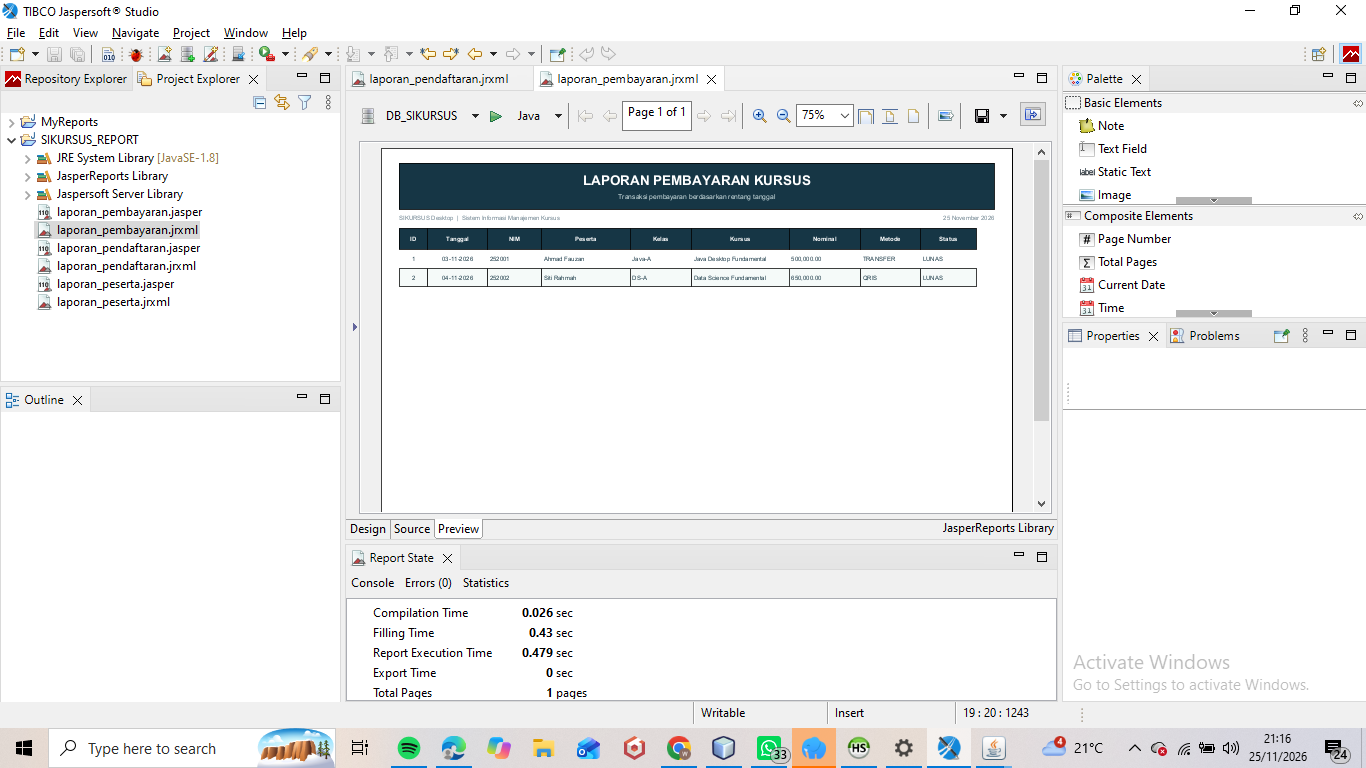 TIBCO Jaspersoft® Studio
File Edit View Navigate Project Window Help
Repository Explorer Project Explorer
MyReports
SIKURSUS_REPORT
JRE System Library [JavaSE-1.8]
JasperReports Library
Jaspersoft Server Library
laporan_pembayaran.jasper
laporan_pembayaran.jrxml
laporan_pendaftaran.jasper
laporan_pendaftaran.jrxml
laporan_peserta.jasper
laporan_peserta.jrxml
Outline
laporan_pendaftaran.jrxml laporan_pembayaran.jrxml
DB_SIKURSUS Java Page 1 of 1 75%
LAPORAN PEMBAYARAN KURSUS
Transaksi pembayaran berdasarkan rentang tanggal
SIKURSUS Desktop | Sistem Informasi Manajemen Kursus 25 November 2026
ID Tanggal NIM Peserta Kelas Kursus Nominal Metode Status
1 03-11-2026 252001 Ahmad Fauzan Java-A Java Desktop Fundamental 500,000.00 TRANSFER LUNAS
2 04-11-2026 252002 Siti Rahmah DS-A Data Science Fundamental 650,000.00 QRIS LUNAS
Design Source Preview JasperReports Library
Report State
Console Errors (0) Statistics
Compilation Time 0.026 sec
Filling Time 0.43 sec
Report Execution Time 0.479 sec
Export Time 0 sec
Total Pages 1 pages
Palette
Basic Elements
Note
Text Field
label Static Text
Image
Composite Elements
# Page Number
Σ Total Pages
31 Current Date
31 Time
Properties Problems
Activate Windows
Go to Settings to activate Windows.
Writable Insert 19 : 20 : 1243
Type here to search 33 HS 4 21°C 21:16
25/11/2026 24